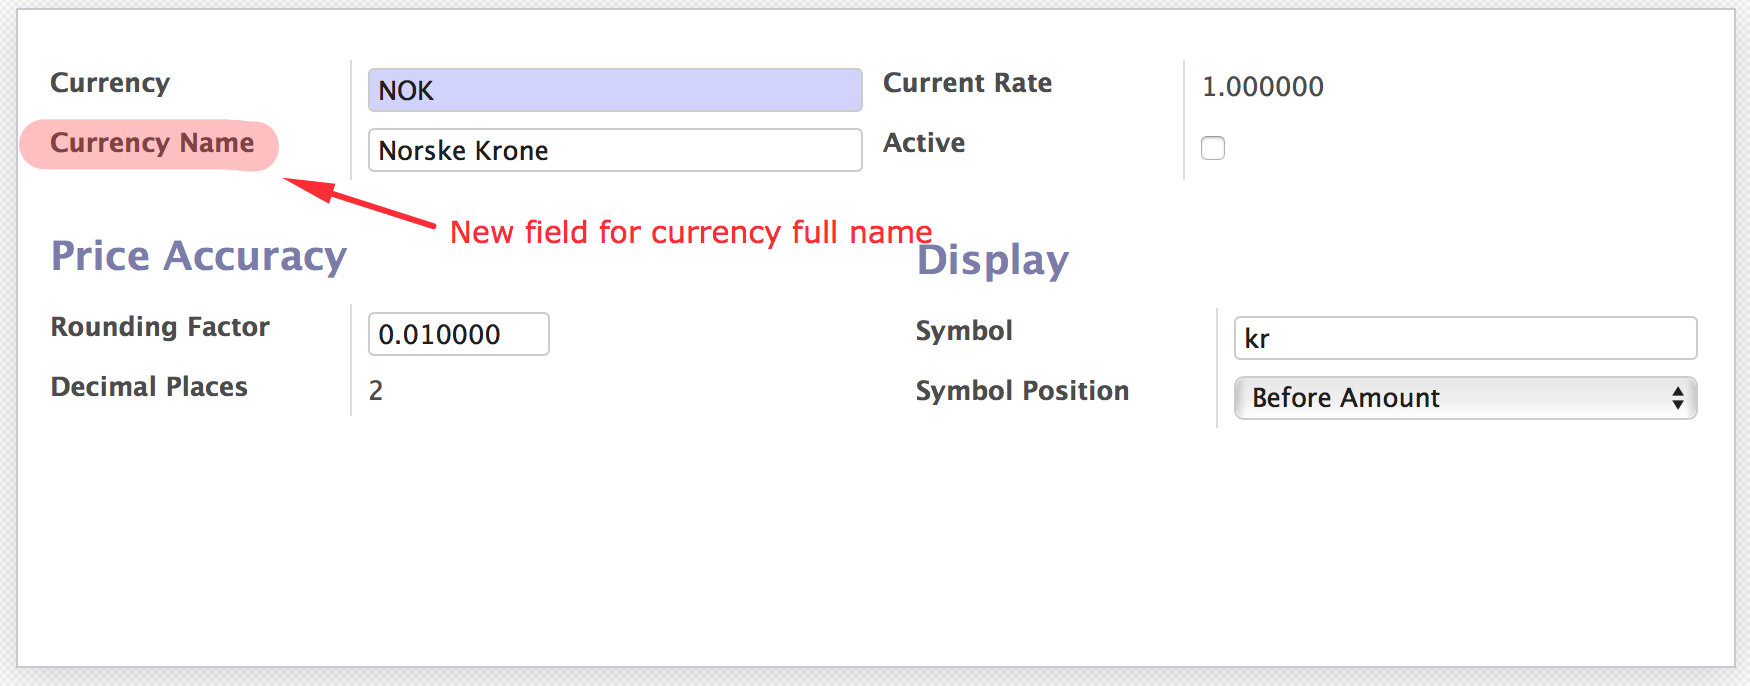 Currency NOK Current Rate 1.000000
Currency Name Norske Krone Active
New field for currency full name
Price Accuracy Display
Rounding Factor 0.010000 Symbol kr
Decimal Places 2 Symbol Position Before Amount